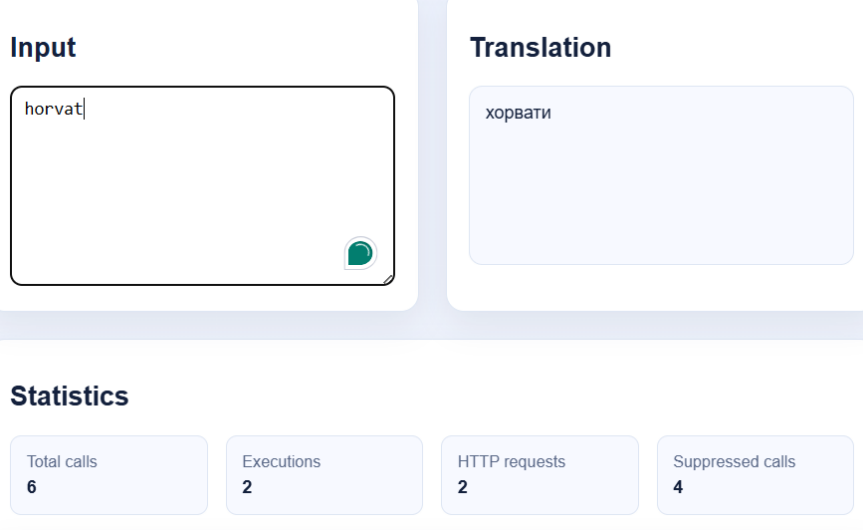 Input
Translation
horvat
хорвати
Statistics
Total calls
6
Executions
2
HTTP requests
2
Suppressed calls
4